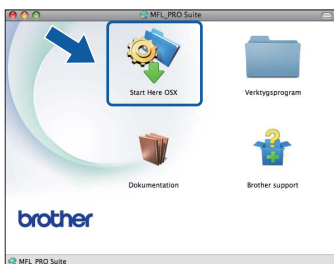 MFL_PRO Suite
Start Here OSX
Verktygsprogram
Dokumentation
Brother support
brother
MFL_PRO Suite